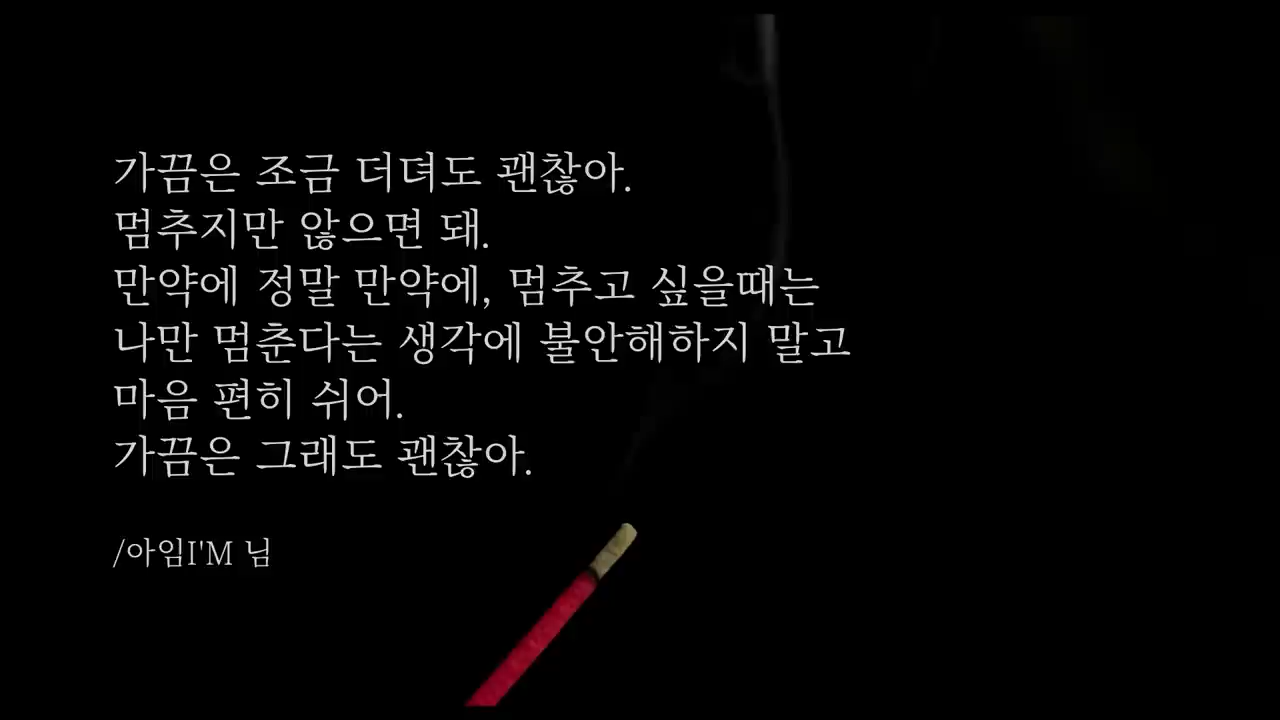 가끔은 조금 더뎌도 괜찮아.
멈추지만 않으면 돼.
만약에 정말 만약에, 멈추고 싶을때는
나만 멈춘다는 생각에 불안해하지 말고
마음 편히 쉬어.
가끔은 그래도 괜찮아.
/아임I'M 님